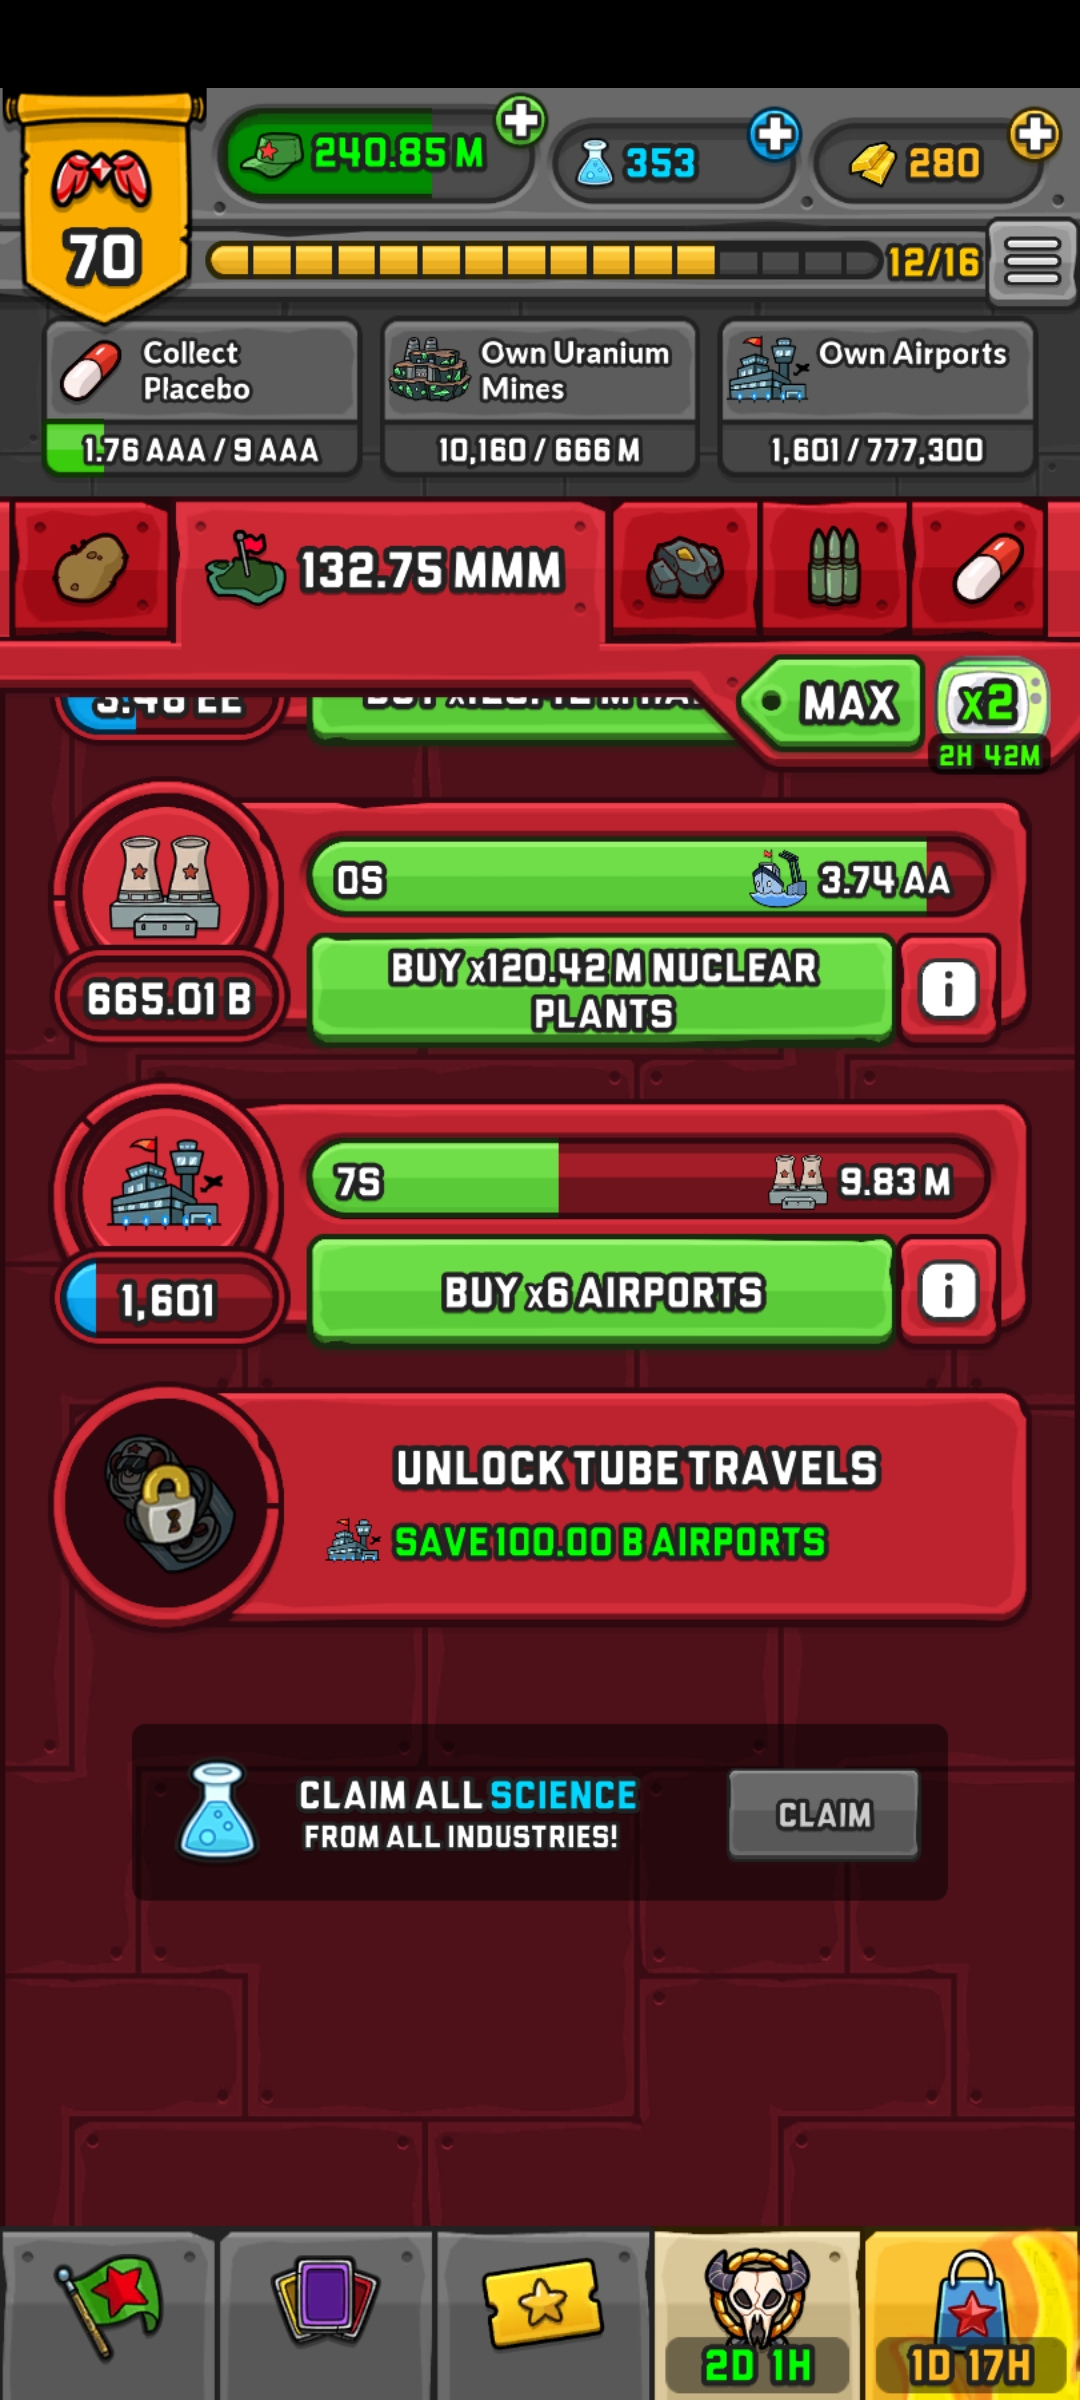 240.85 M
353
280
70
12/16
Collect
Placebo
Own Uranium
Mines
Own Airports
1.76 AAA / 9 AAA
10,160 / 666 M
1,601 / 777,300
132.75 MMM
MAX
x2
2H 42M
0S
3.74 AA
665.01 B
BUY x120.42 M NUCLEAR
PLANTS
7S
9.83 M
1,601
BUY x6 AIRPORTS
UNLOCK TUBE TRAVELS
SAVE 100.00 B AIRPORTS
CLAIM ALL SCIENCE
FROM ALL INDUSTRIES!
CLAIM
2D 1H
1D 17H